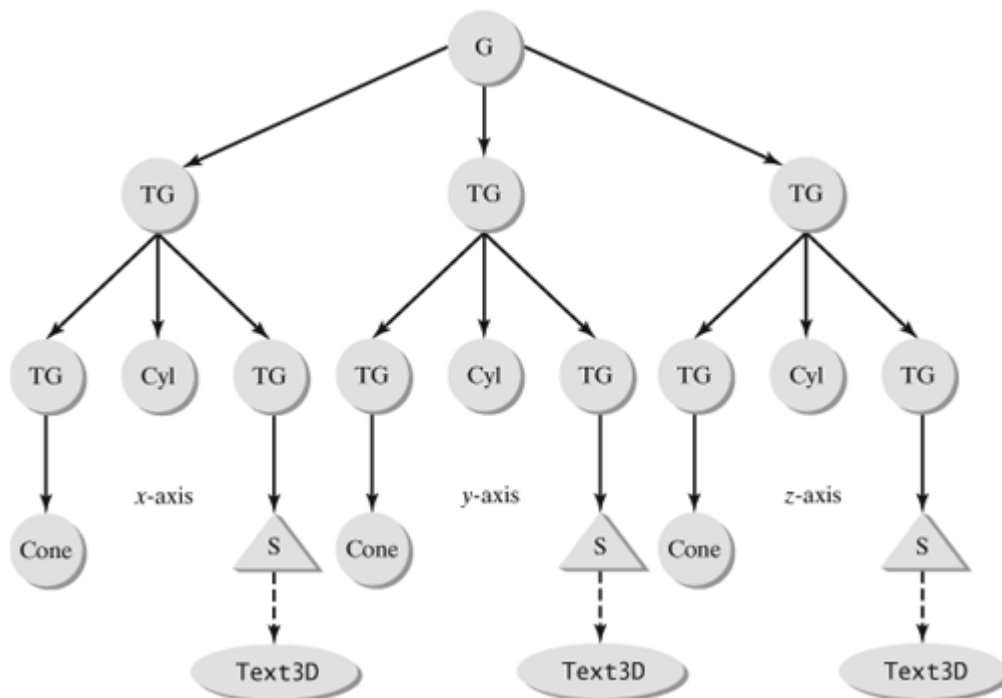 G
TG TG TG
TG Cyl TG TG Cyl TG TG Cyl TG
x-axis y-axis z-axis
Cone S Cone S Cone S
Text3D Text3D Text3D